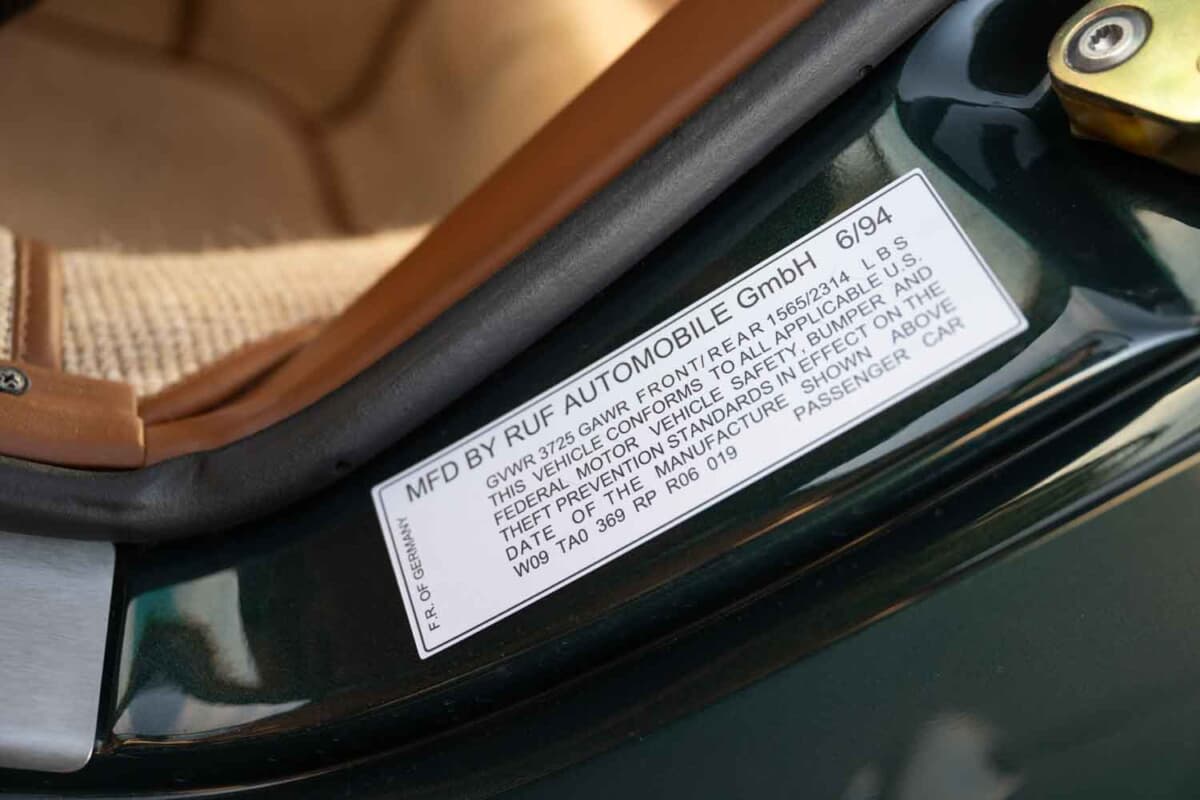 MFD BY RUF AUTOMOBILE GmbH 6/94
GVWR 3725 GAWR FRONT/REAR 1565/2314 LBS
THIS VEHICLE CONFORMS TO ALL APPLICABLE U.S.
FEDERAL MOTOR VEHICLE SAFETY, BUMPER AND
THEFT PREVENTION STANDARDS IN EFFECT ON THE
DATE OF THE MANUFACTURE SHOWN ABOVE
W09 TA0 369 RP R06 019 PASSENGER CAR
F.R. OF GERMANY